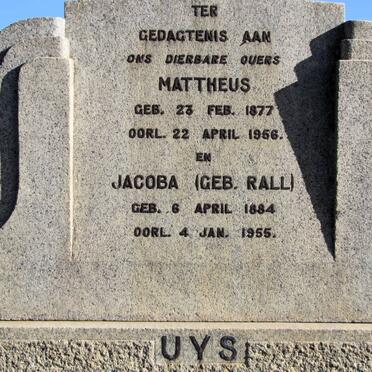 TER
GEDAGTENIS AAN
ONS DIERBARE OUERS
MATTHEUS
GEB. 23 FEB. 1877
OORL. 22 APRIL 1956.
EN
JACOBA (GEB. RALL)
GEB. 6 APRIL 1884
OORL. 4 JAN. 1955.
UYS